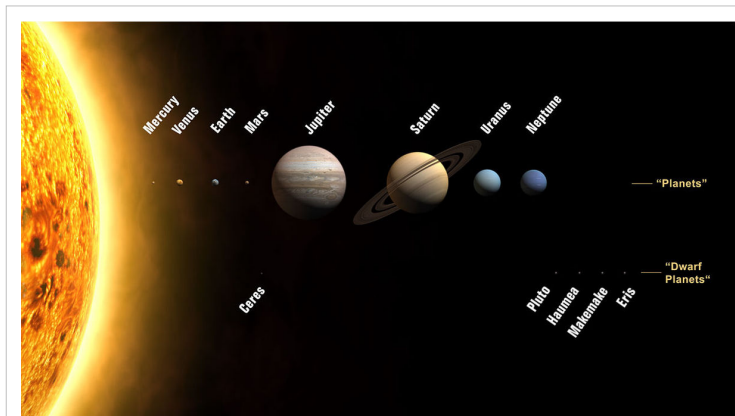 Mercury
Venus
Earth
Mars
Jupiter
Saturn
Uranus
Neptune
“Planets”
Ceres
Pluto
Haumea
Makemake
Eris
“Dwarf
Planets“